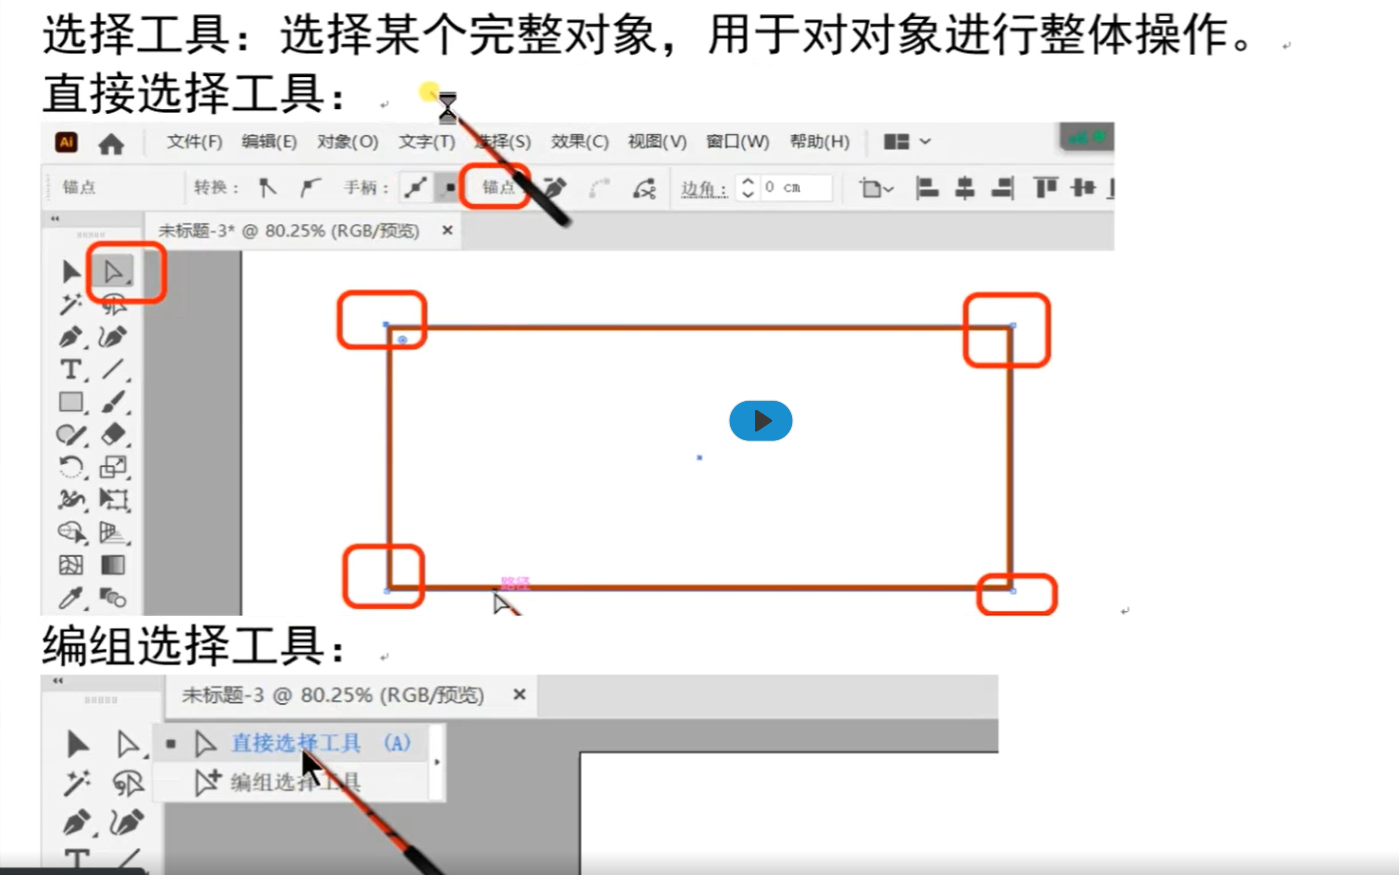 选择工具：选择某个完整对象，用于对对象进行整体操作。
直接选择工具：
Ai 文件(F) 编辑(E) 对象(O) 文字(T) 选择(S) 效果(C) 视图(V) 窗口(W) 帮助(H)
锚点 转换： 手柄： 锚点 边角： 0 cm
未标题-3* @ 80.25% (RGB/预览) ×
路径
编组选择工具：
未标题-3 @ 80.25% (RGB/预览) ×
直接选择工具 (A)
编组选择工具